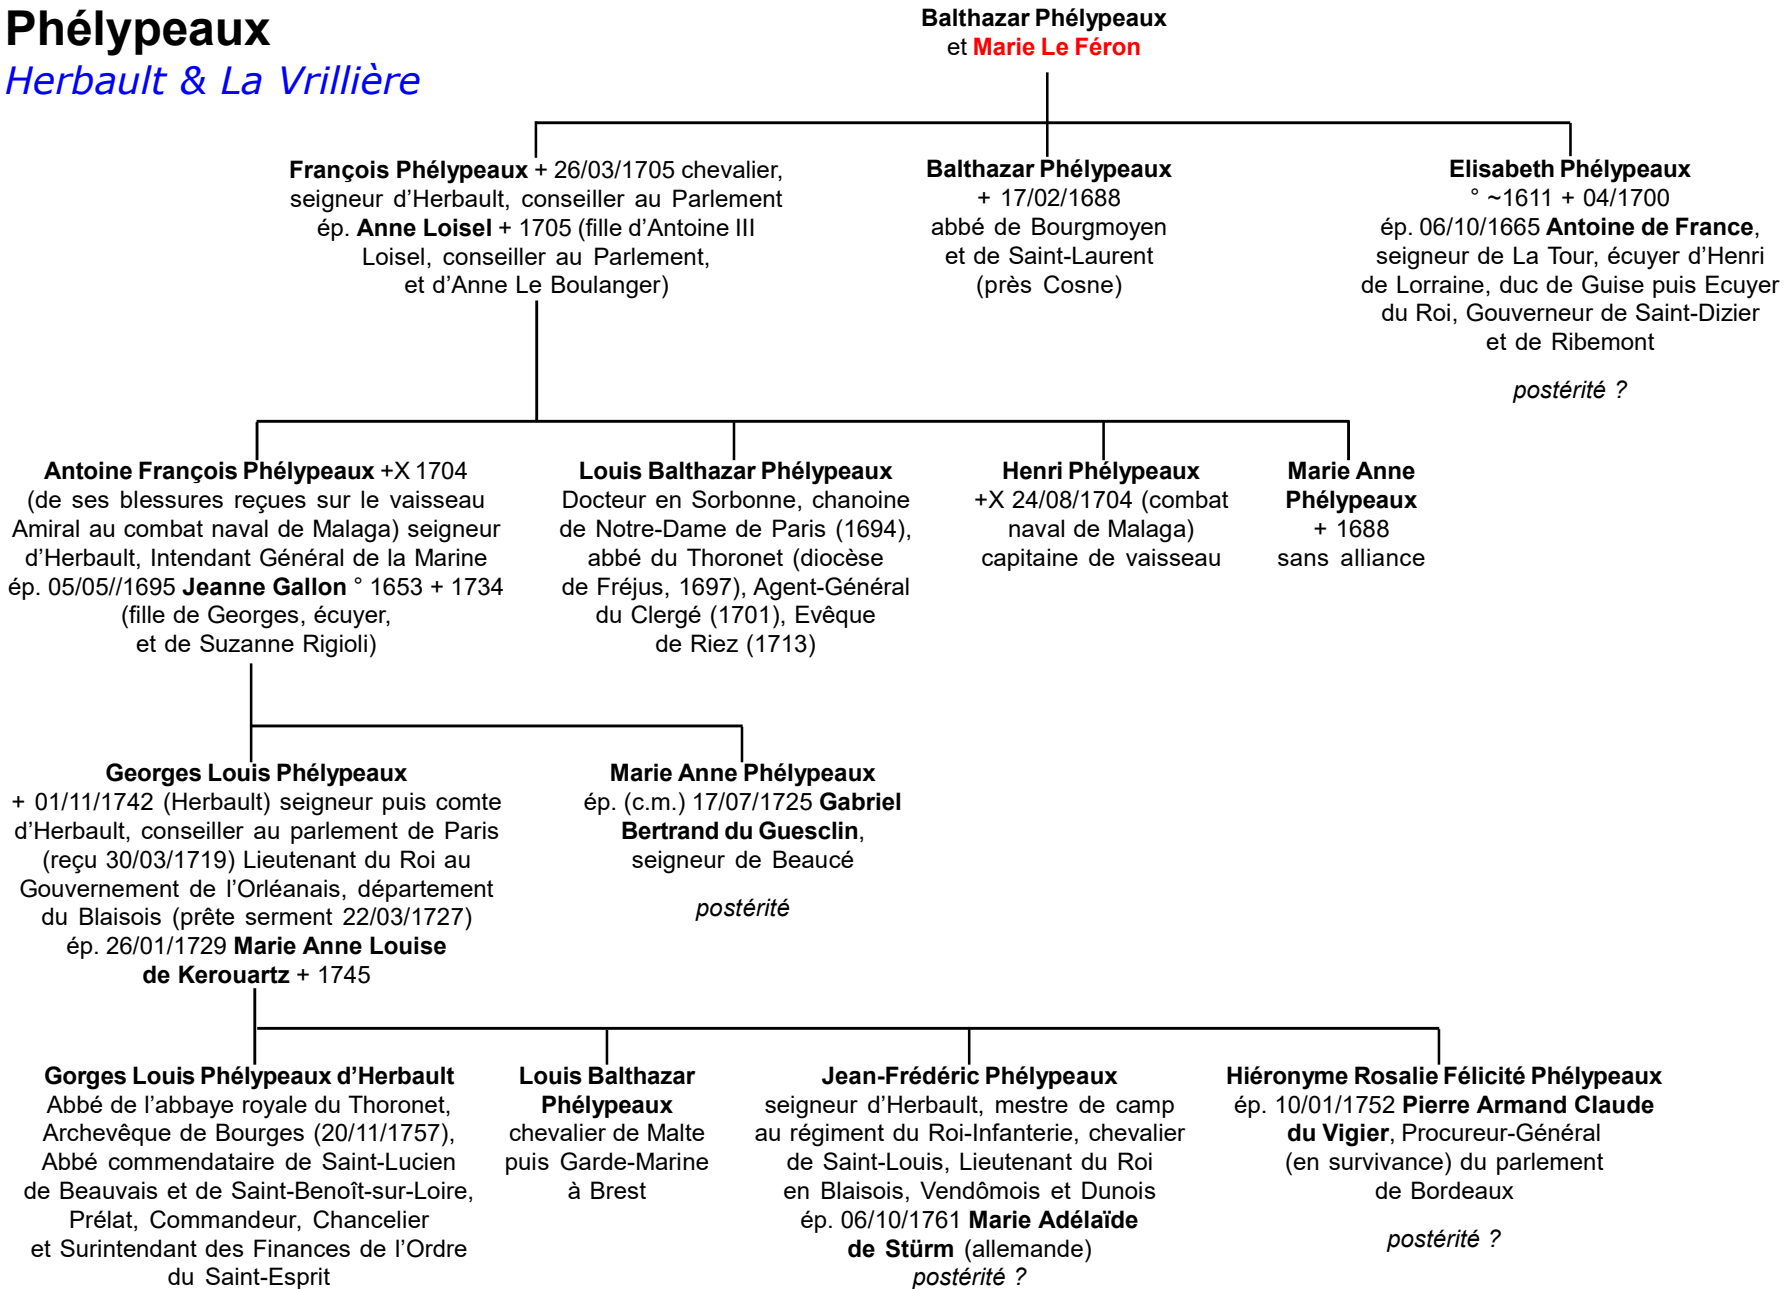 Phélypeaux
Herbault & La Vrillière
Balthazar Phélypeaux
et Marie Le Féron
François Phélypeaux + 26/03/1705 chevalier,
seigneur d'Herbault, conseiller au Parlement
ép. Anne Loisel + 1705 (fille d'Antoine III
Loisel, conseiller au Parlement,
et d'Anne Le Boulanger)
Balthazar Phélypeaux
+ 17/02/1688
abbé de Bourgmoyen
et de Saint-Laurent
(près Cosne)
Elisabeth Phélypeaux
° ~1611 + 04/1700
ép. 06/10/1665 Antoine de France,
seigneur de La Tour, écuyer d'Henri
de Lorraine, duc de Guise puis Ecuyer
du Roi, Gouverneur de Saint-Dizier
et de Ribemont
postérité ?
Antoine François Phélypeaux +X 1704
(de ses blessures reçues sur le vaisseau
Amiral au combat naval de Malaga) seigneur
d'Herbault, Intendant Général de la Marine
ép. 05/05//1695 Jeanne Gallon ° 1653 + 1734
(fille de Georges, écuyer,
et de Suzanne Rigioli)
Louis Balthazar Phélypeaux
Docteur en Sorbonne, chanoine
de Notre-Dame de Paris (1694),
abbé du Thoronet (diocèse
de Fréjus, 1697), Agent-Général
du Clergé (1701), Evêque
de Riez (1713)
Henri Phélypeaux
+X 24/08/1704 (combat
naval de Malaga)
capitaine de vaisseau
Marie Anne
Phélypeaux
+ 1688
sans alliance
Georges Louis Phélypeaux
+ 01/11/1742 (Herbault) seigneur puis comte
d'Herbault, conseiller au parlement de Paris
(reçu 30/03/1719) Lieutenant du Roi au
Gouvernement de l'Orléanais, département
du Blaisois (prête serment 22/03/1727)
ép. 26/01/1729 Marie Anne Louise
de Kerouartz + 1745
Marie Anne Phélypeaux
ép. (c.m.) 17/07/1725 Gabriel
Bertrand du Guesclin,
seigneur de Beaucé
postérité
Gorges Louis Phélypeaux d'Herbault
Abbé de l'abbaye royale du Thoronet,
Archevêque de Bourges (20/11/1757),
Abbé commendataire de Saint-Lucien
de Beauvais et de Saint-Benoît-sur-Loire,
Prélat, Commandeur, Chancelier
et Surintendant des Finances de l'Ordre
du Saint-Esprit
Louis Balthazar
Phélypeaux
chevalier de Malte
puis Garde-Marine
à Brest
Jean-Frédéric Phélypeaux
seigneur d'Herbault, mestre de camp
au régiment du Roi-Infanterie, chevalier
de Saint-Louis, Lieutenant du Roi
en Blaisois, Vendômois et Dunois
ép. 06/10/1761 Marie Adélaïde
de Stürm (allemande)
postérité ?
Hiéronyme Rosalie Félicité Phélypeaux
ép. 10/01/1752 Pierre Armand Claude
du Vigier, Procureur-Général
(en survivance) du parlement
de Bordeaux
postérité ?